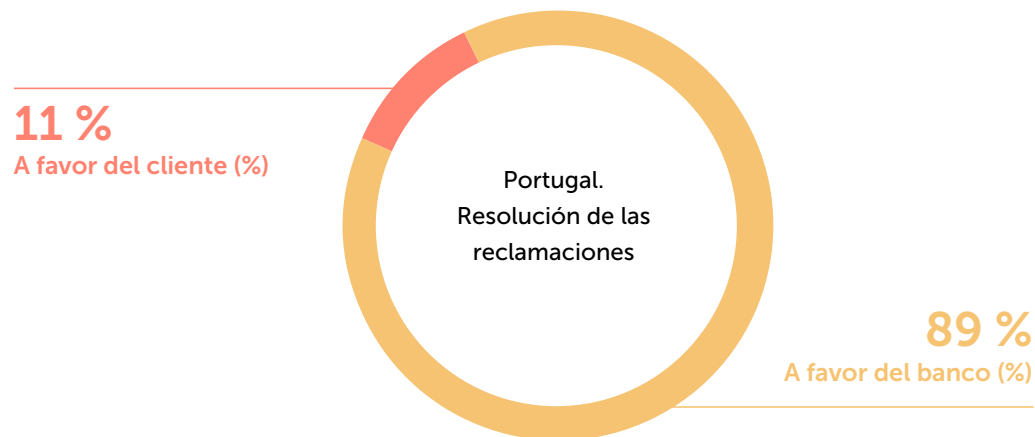 11 %
A favor del cliente (%)
Portugal.
Resolución de las
reclamaciones
89 %
A favor del banco (%)